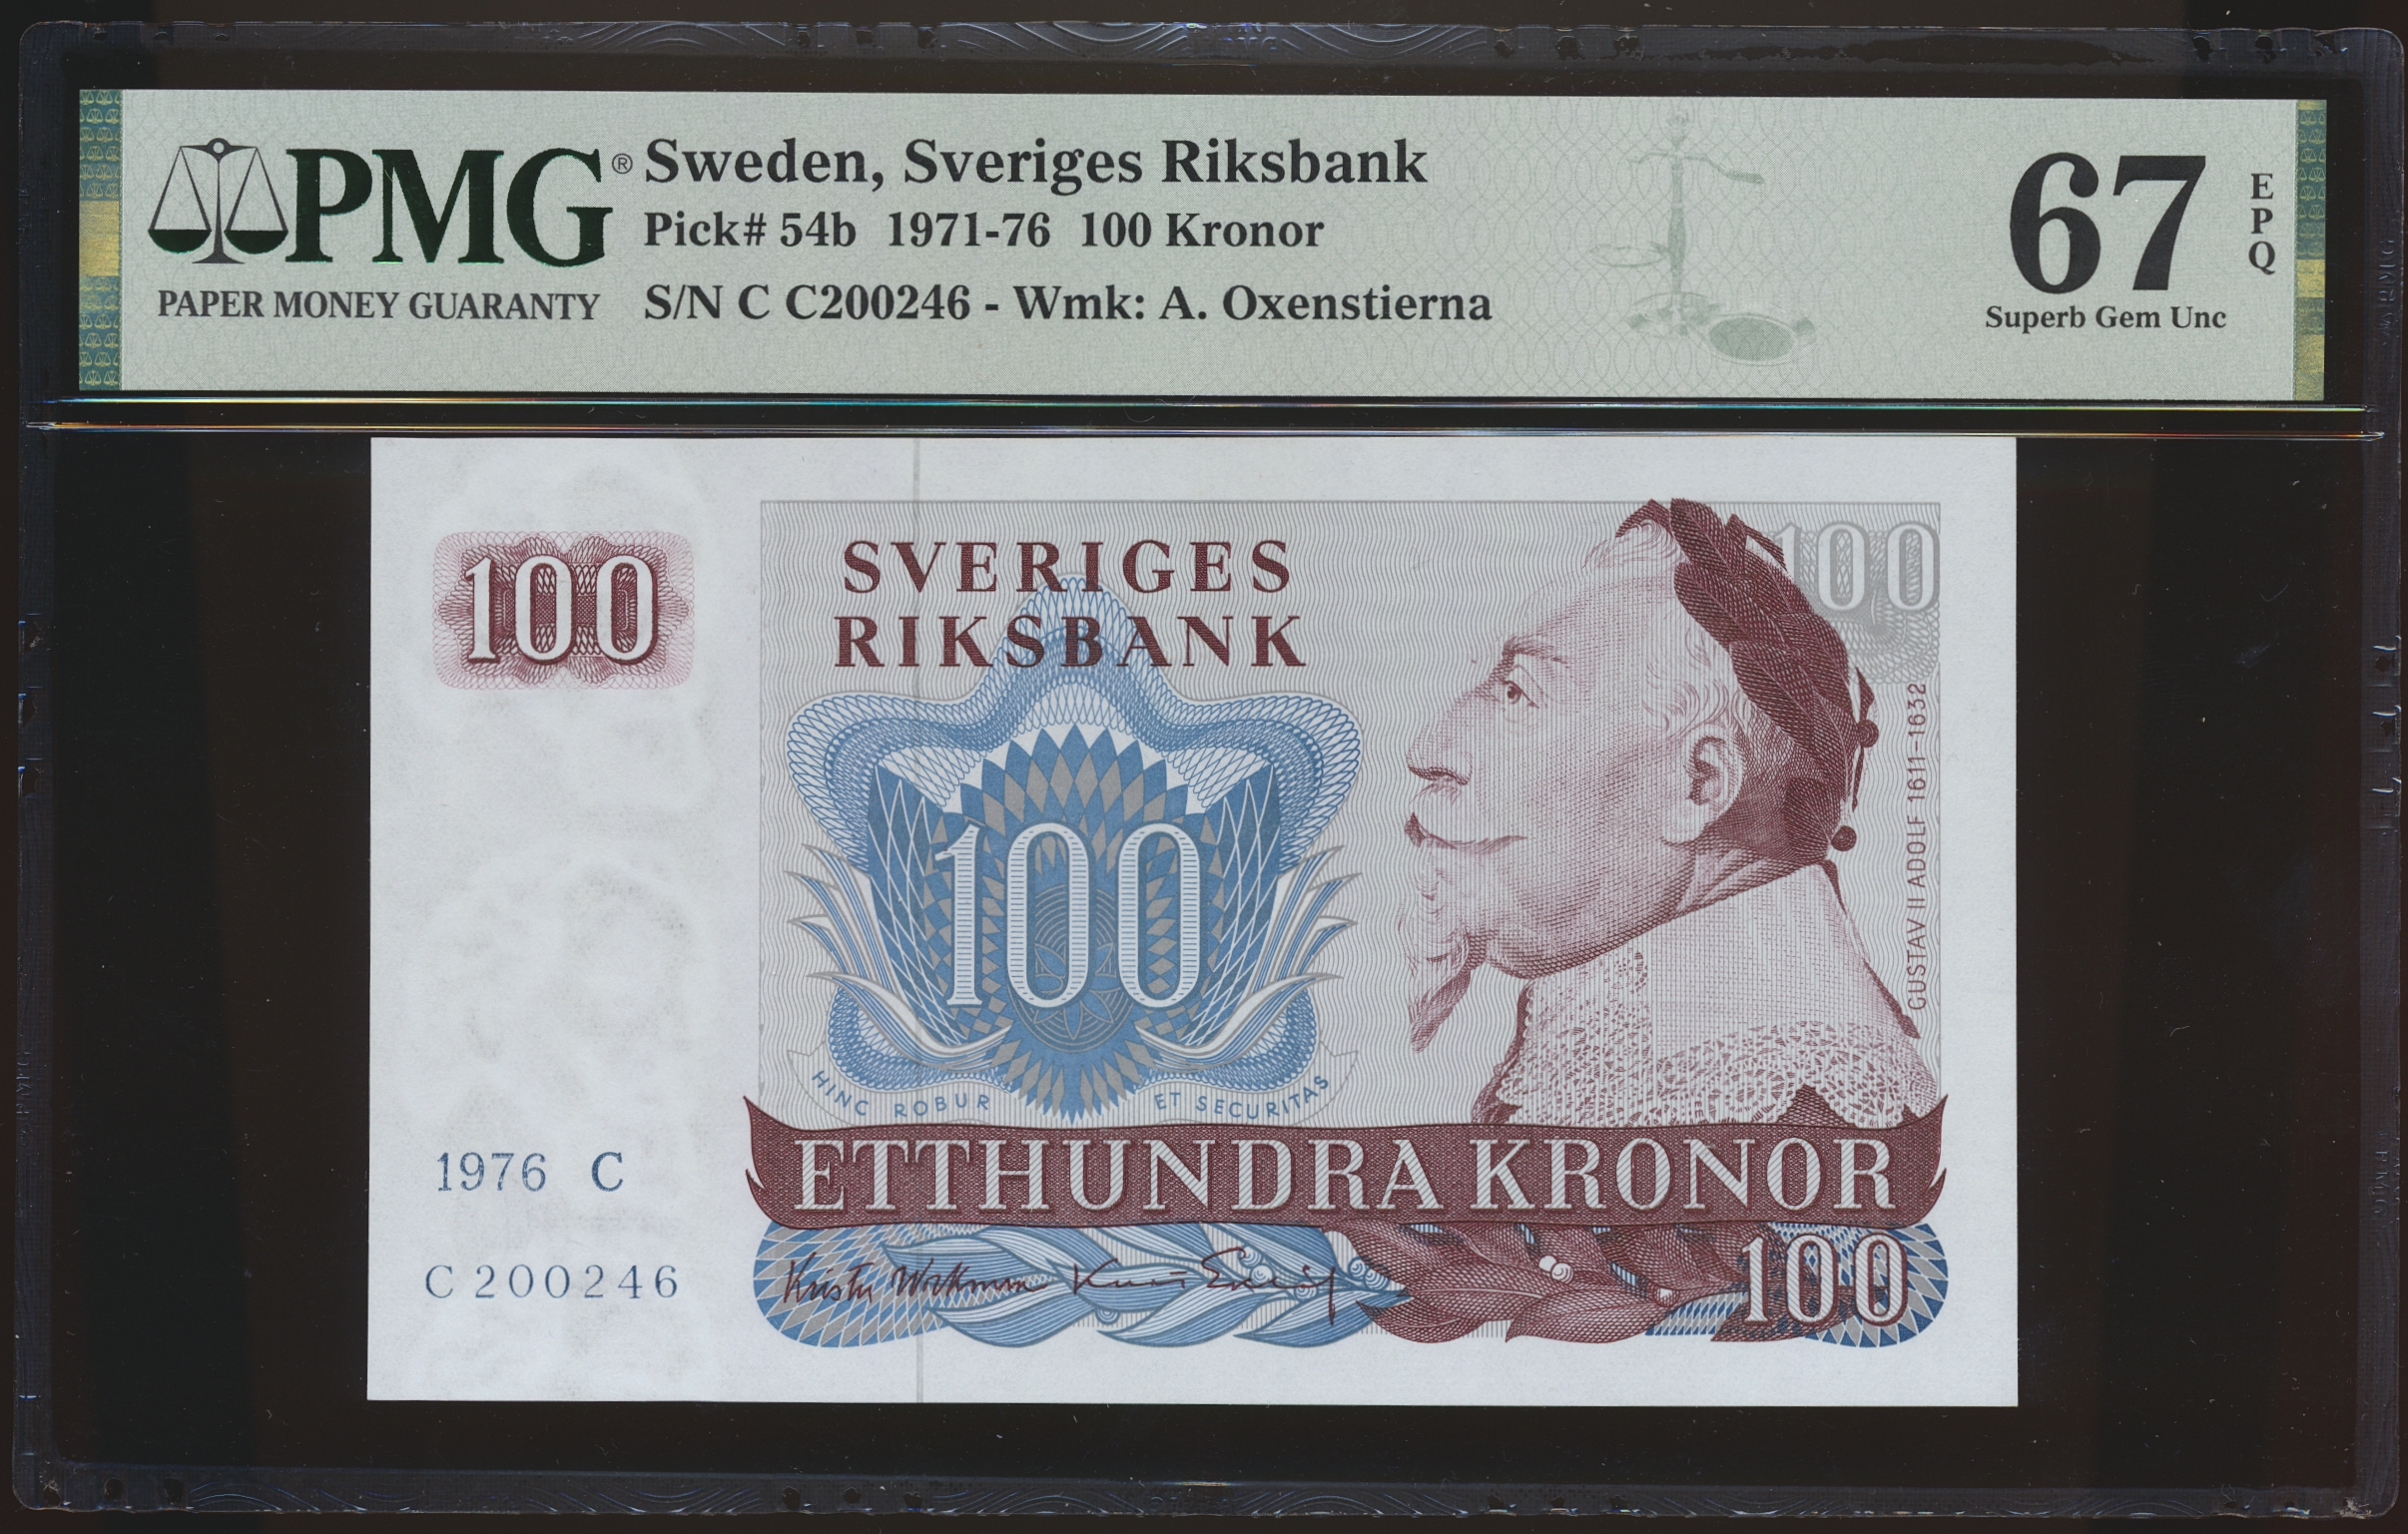 PMG®
PAPER MONEY GUARANTY
Sweden, Sveriges Riksbank
Pick# 54b 1971-76 100 Kronor
S/N C C200246 - Wmk: A. Oxenstierna
67
EPQ
Superb Gem Unc
100
SVERIGES
RIKSBANK
100
100
GUSTAV II ADOLF 1611-1632
HINC ROBUR ET SECURITAS
1976 C
ETTHUNDRA KRONOR
C200246
100